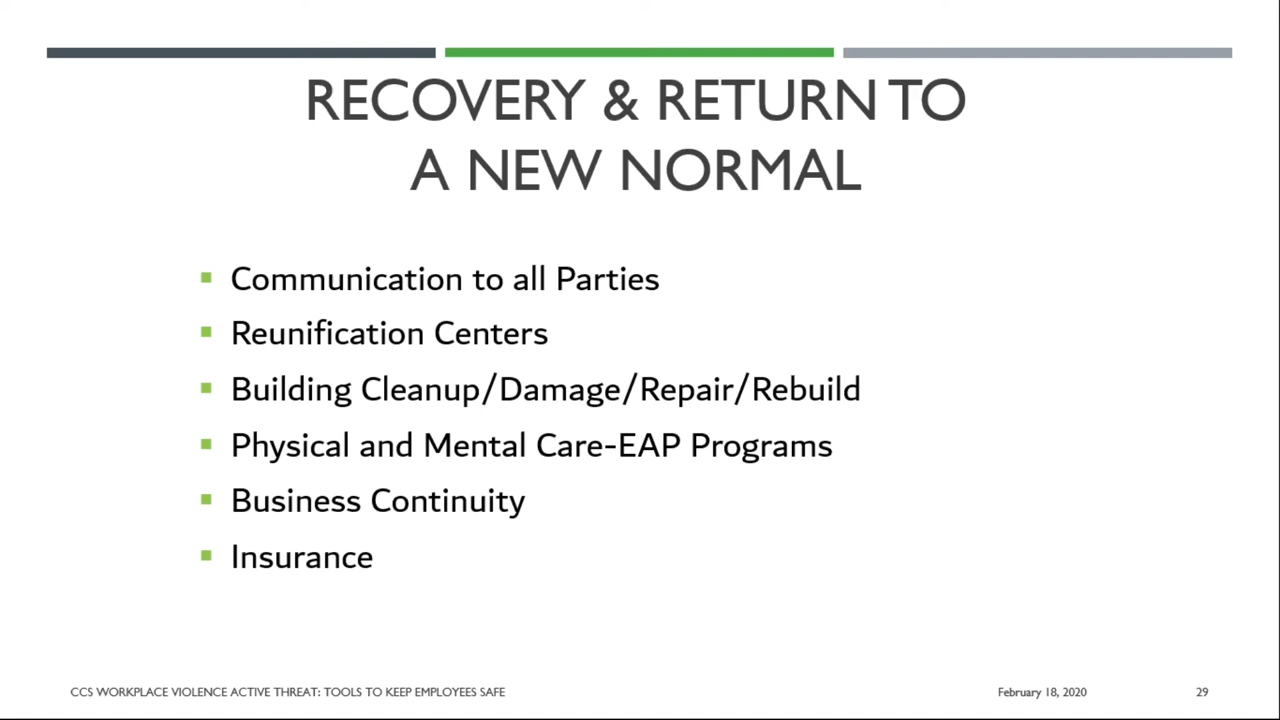 RECOVERY & RETURN TO
A NEW NORMAL
▪ Communication to all Parties
▪ Reunification Centers
▪ Building Cleanup/Damage/Repair/Rebuild
▪ Physical and Mental Care-EAP Programs
▪ Business Continuity
▪ Insurance
CCS WORKPLACE VIOLENCE ACTIVE THREAT: TOOLS TO KEEP EMPLOYEES SAFE February 18, 2020 29